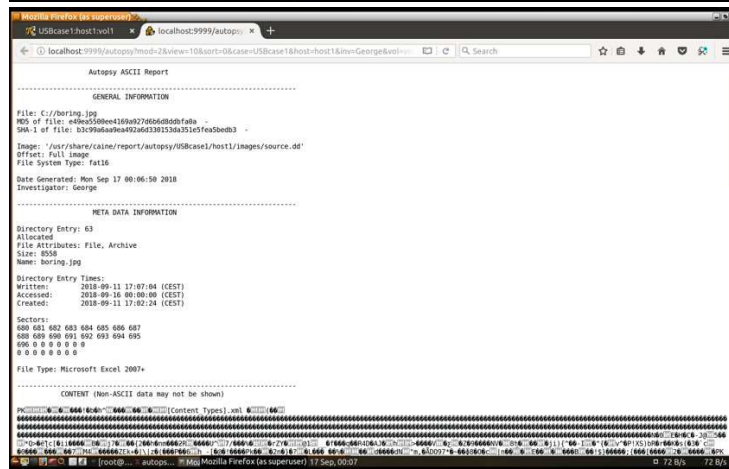 Mozilla Firefox (as superuser)
USBcase1:host1:vol1 × localhost:9999/autopsy × +
localhost:9999/autopsy?mod=2&view=10&sort=0&case=USBcase1&host=host1&inv=George&vol= Search
Autopsy ASCII Report
GENERAL INFORMATION
File: C://boring.jpg
MD5 of file: -
SHA-1 of file: -
Image: '/usr/share/caine/report/autopsy/USBcase1/host1/images/source.dd'
Offset: Full image
File System Type: fat16
Date Generated: Mon Sep 17 00:06:50 2018
Investigator: George
META DATA INFORMATION
Directory Entry: 63
Allocated
File Attributes: File, Archive
Size: 8558
Name: boring.jpg
Directory Entry Times:
Written: 2018-09-11 17:07:04 (CEST)
Accessed: 2018-09-16 00:00:00 (CEST)
Created: 2018-09-11 17:02:24 (CEST)
Sectors:
680 681 682 683 684 685 686 687
688 689 690 691 692 693 694 695
696 0 0 0 0 0 0 0
0 0 0 0 0 0 0 0
File Type: Microsoft Excel 2007+
CONTENT (Non-ASCII data may not be shown)
[Content_Types].xml
[root@... autops... Mo Mozilla Firefox (as superuser) 17 Sep, 00:07 72 B/s 72 B/s